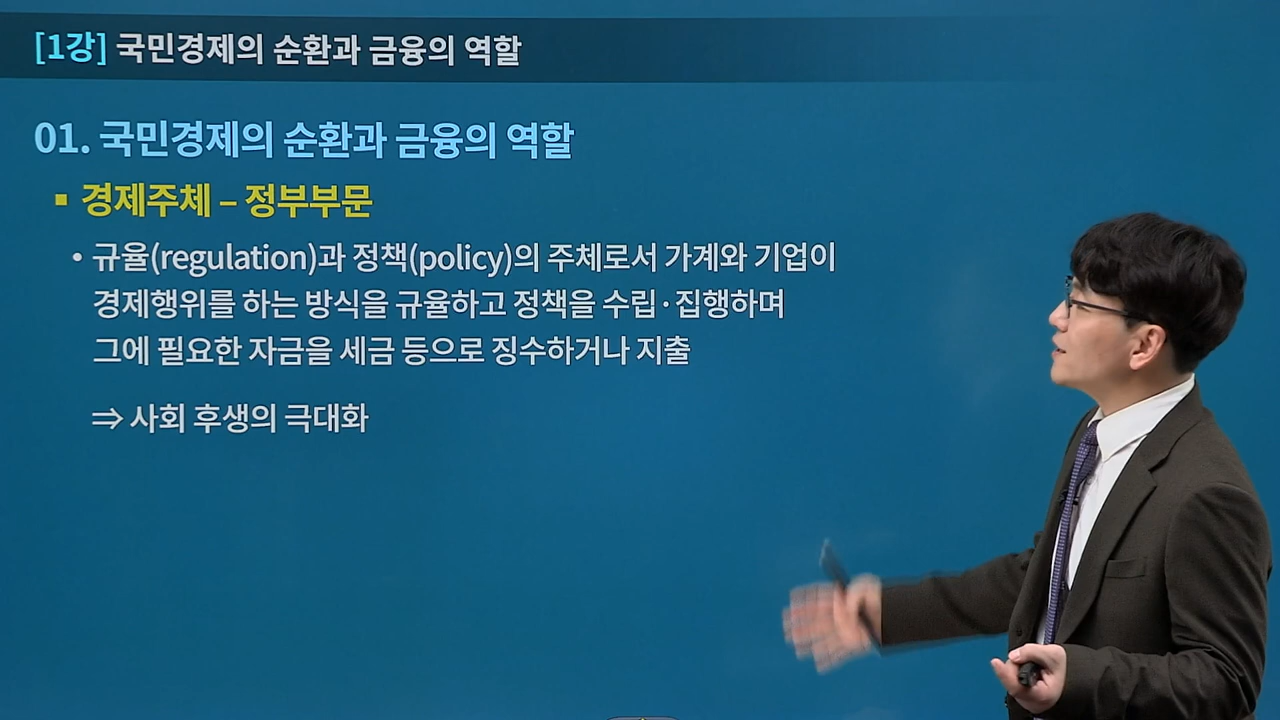 [1강] 국민경제의 순환과 금융의 역할
01. 국민경제의 순환과 금융의 역할
▪ 경제주체 – 정부부문
• 규율(regulation)과 정책(policy)의 주체로서 가계와 기업이
경제행위를 하는 방식을 규율하고 정책을 수립·집행하며
그에 필요한 자금을 세금 등으로 징수하거나 지출
⇒ 사회 후생의 극대화